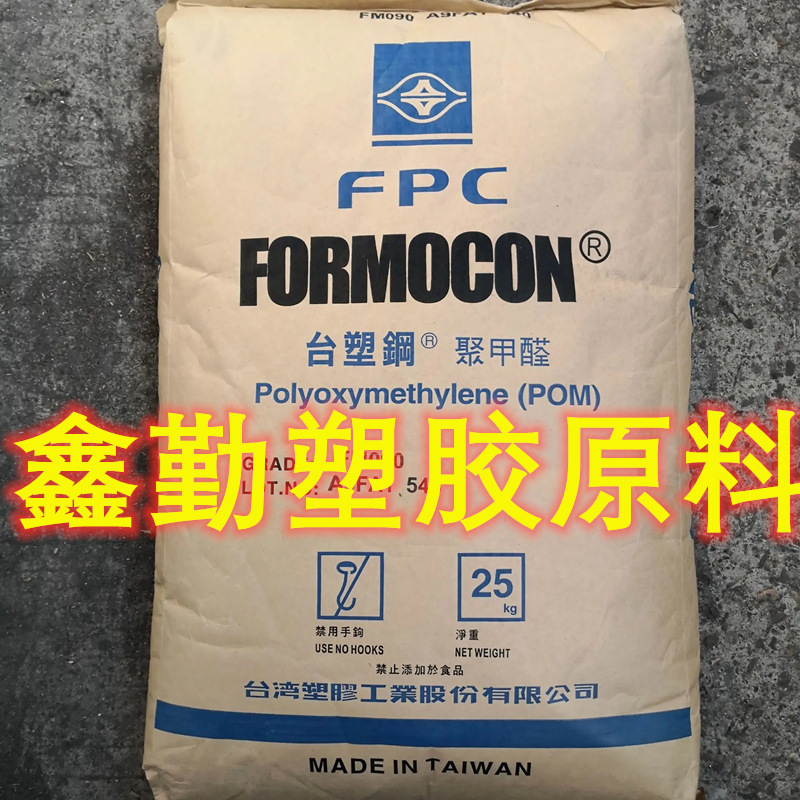 FM090 A9FAT
FPC
FORMOCON®
台塑鋼® 聚甲醛
Polyoxymethylene (POM)
鑫勤塑胶原料
25
kg
禁用手鉤 淨重
USE NO HOOKS NET WEIGHT
禁止添加於食品
台湾塑膠工業股份有限公司
MADE IN TAIWAN